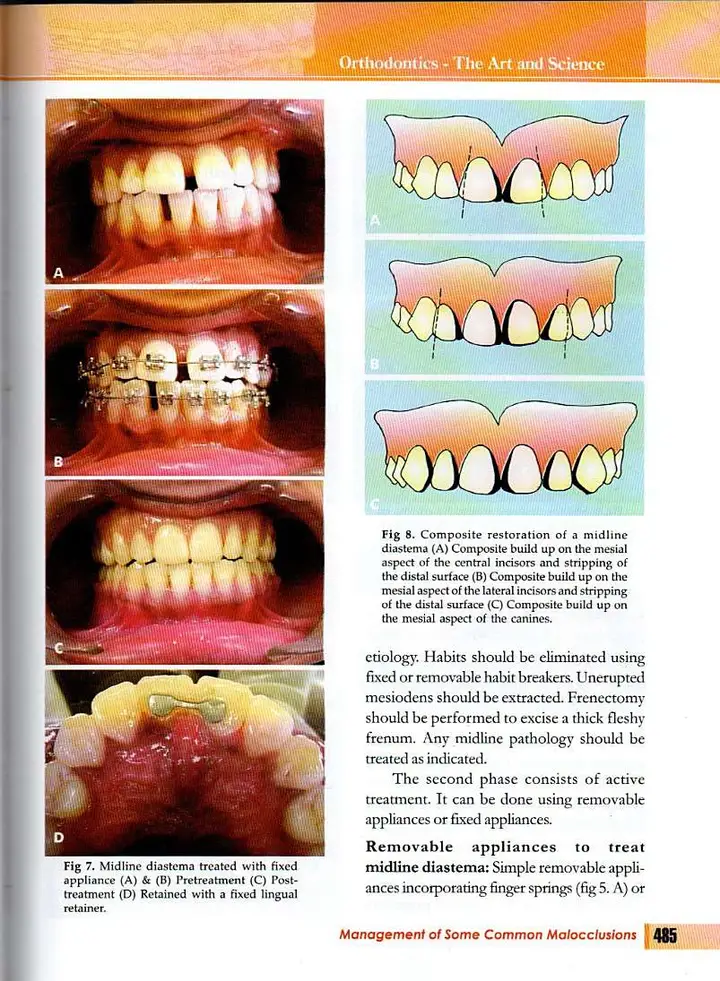 Orthodontics - The Art and Science
A
B
C
D
Fig 7. Midline diastema treated with fixed
appliance (A) & (B) Pretreatment (C) Post-
treatment (D) Retained with a fixed lingual
retainer.
A
B
C
Fig 8. Composite restoration of a midline
diastema (A) Composite build up on the mesial
aspect of the central incisors and stripping of
the distal surface (B) Composite build up on the
mesial aspect of the lateral incisors and stripping
of the distal surface (C) Composite build up on
the mesial aspect of the canines.
etiology. Habits should be eliminated using
fixed or removable habit breakers. Unerupted
mesiodens should be extracted. Frenectomy
should be performed to excise a thick fleshy
frenum. Any midline pathology should be
treated as indicated.
The second phase consists of active
treatment. It can be done using removable
appliances or fixed appliances.
Removable appliances to treat
midline diastema: Simple removable appli-
ances incorporating finger springs (fig 5. A) or
Management of Some Common Malocclusions 485